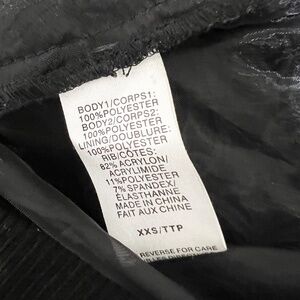 BODY1/CORPS1:
100%POLYESTER
BODY2/CORPS2:
100%POLYESTER
LINING/DOUBLURE:
100%POLYESTER
RIB/CÔTES:
82% ACRYLON/
ACRYLIMIDE
11%POLYESTER
7% SPANDEX/
ÉLASTHANNE
MADE IN CHINA
FAIT AUX CHINE
XXS/TTP
REVERSE FOR CARE